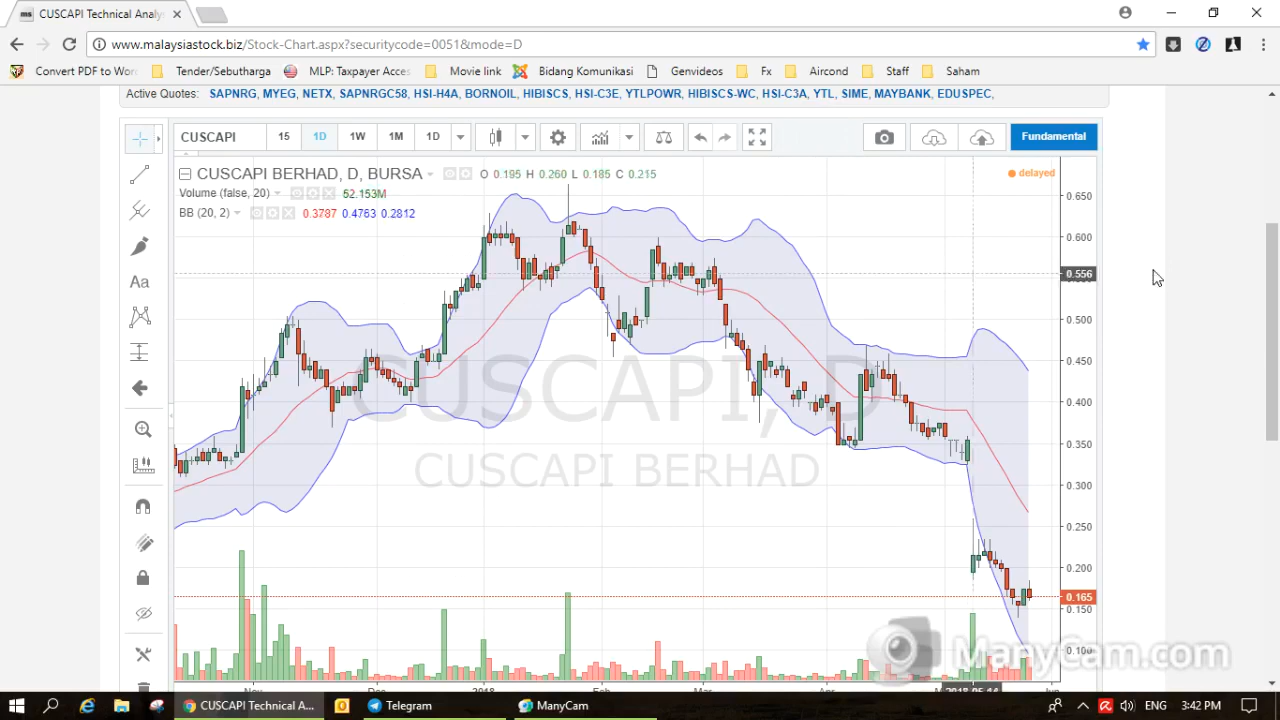 CUSCAPI Technical Analy
www.malaysiastock.biz/Stock-Chart.aspx?securitycode=0051&mode=D
Convert PDF to Word Tender/Sebutharga MLP: Taxpayer Acces Movie link Bidang Komunikasi Genvideos Fx Aircond Staff Saham
Active Quotes: SAPNRG, MYEG, NETX, SAPNRGC58, HSI-H4A, BORNOIL, HIBISCS, HSI-C3E, YTLPOWR, HIBISCS-WC, HSI-C3A, YTL, SIME, MAYBANK, EDUSPEC,
CUSCAPI 15 1D 1W 1M 1D Fundamental
CUSCAPI BERHAD, D, BURSA O 0.195 H 0.260 L 0.185 C 0.215 delayed
Volume (false, 20) 52.153M
BB (20, 2) 0.3787 0.4763 0.2812
0.650
0.600
0.556
0.500
0.450
0.400
0.350
0.300
0.250
0.200
0.165
0.150
0.100
Aa
CUSCAPI, D
CUSCAPI BERHAD
ManyCam.com
Nov Dec 2018 Feb Mar Apr 2018-05-14 Jun
CUSCAPI Technical A... Telegram ManyCam ENG 3:42 PM